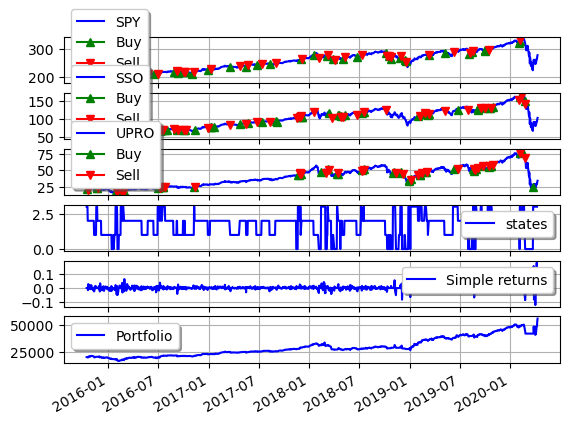 SPY
Buy
Sell
300
200
SSO
Buy
Sell
150
100
50
UPRO
Buy
Sell
75
50
25
states
2.5
0.0
Simple returns
0.1
0.0
−0.1
Portfolio
50000
25000
2016-01 2016-07 2017-01 2017-07 2018-01 2018-07 2019-01 2019-07 2020-01